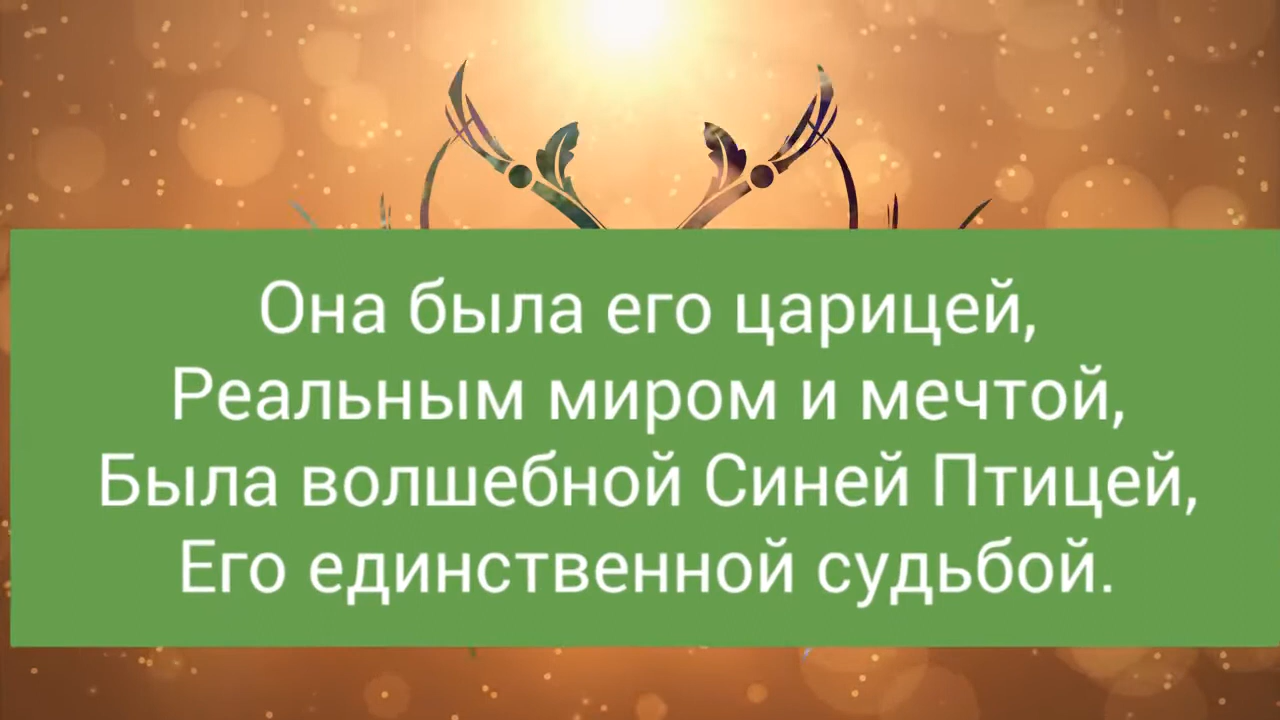 Она была его царицей,
Реальным миром и мечтой,
Была волшебной Синей Птицей,
Его единственной судьбой.